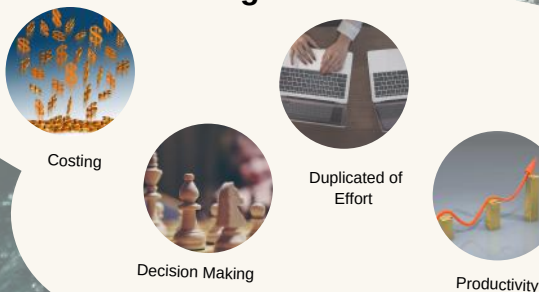 Costing
Duplicated of
Effort
Decision Making
Productivity